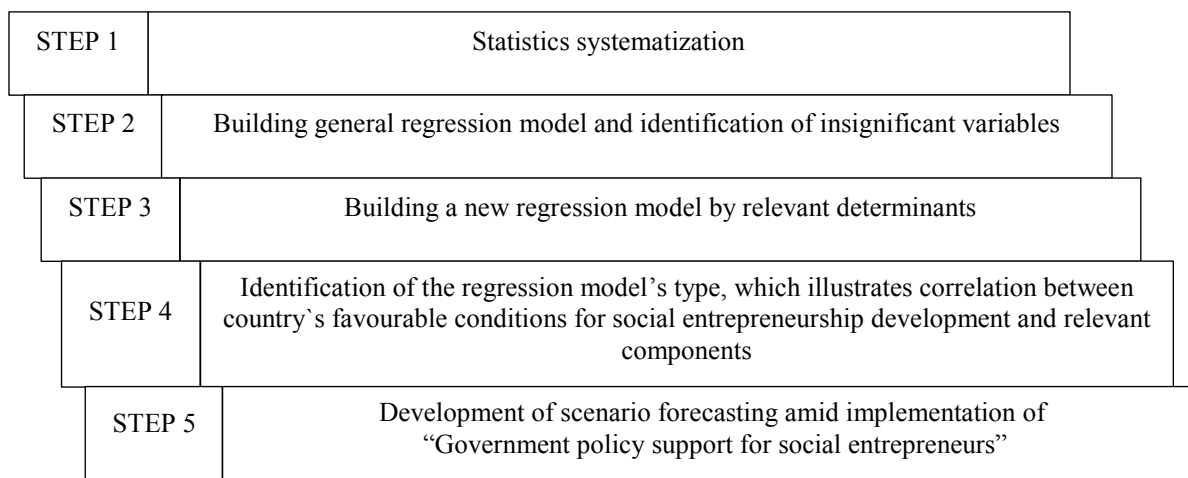 STEP 1
Statistics systematization
STEP 2
Building general regression model and identification of insignificant variables
STEP 3
Building a new regression model by relevant determinants
STEP 4
Identification of the regression model’s type, which illustrates correlation between
country`s favourable conditions for social entrepreneurship development and relevant
components
STEP 5
Development of scenario forecasting amid implementation of
“Government policy support for social entrepreneurs”